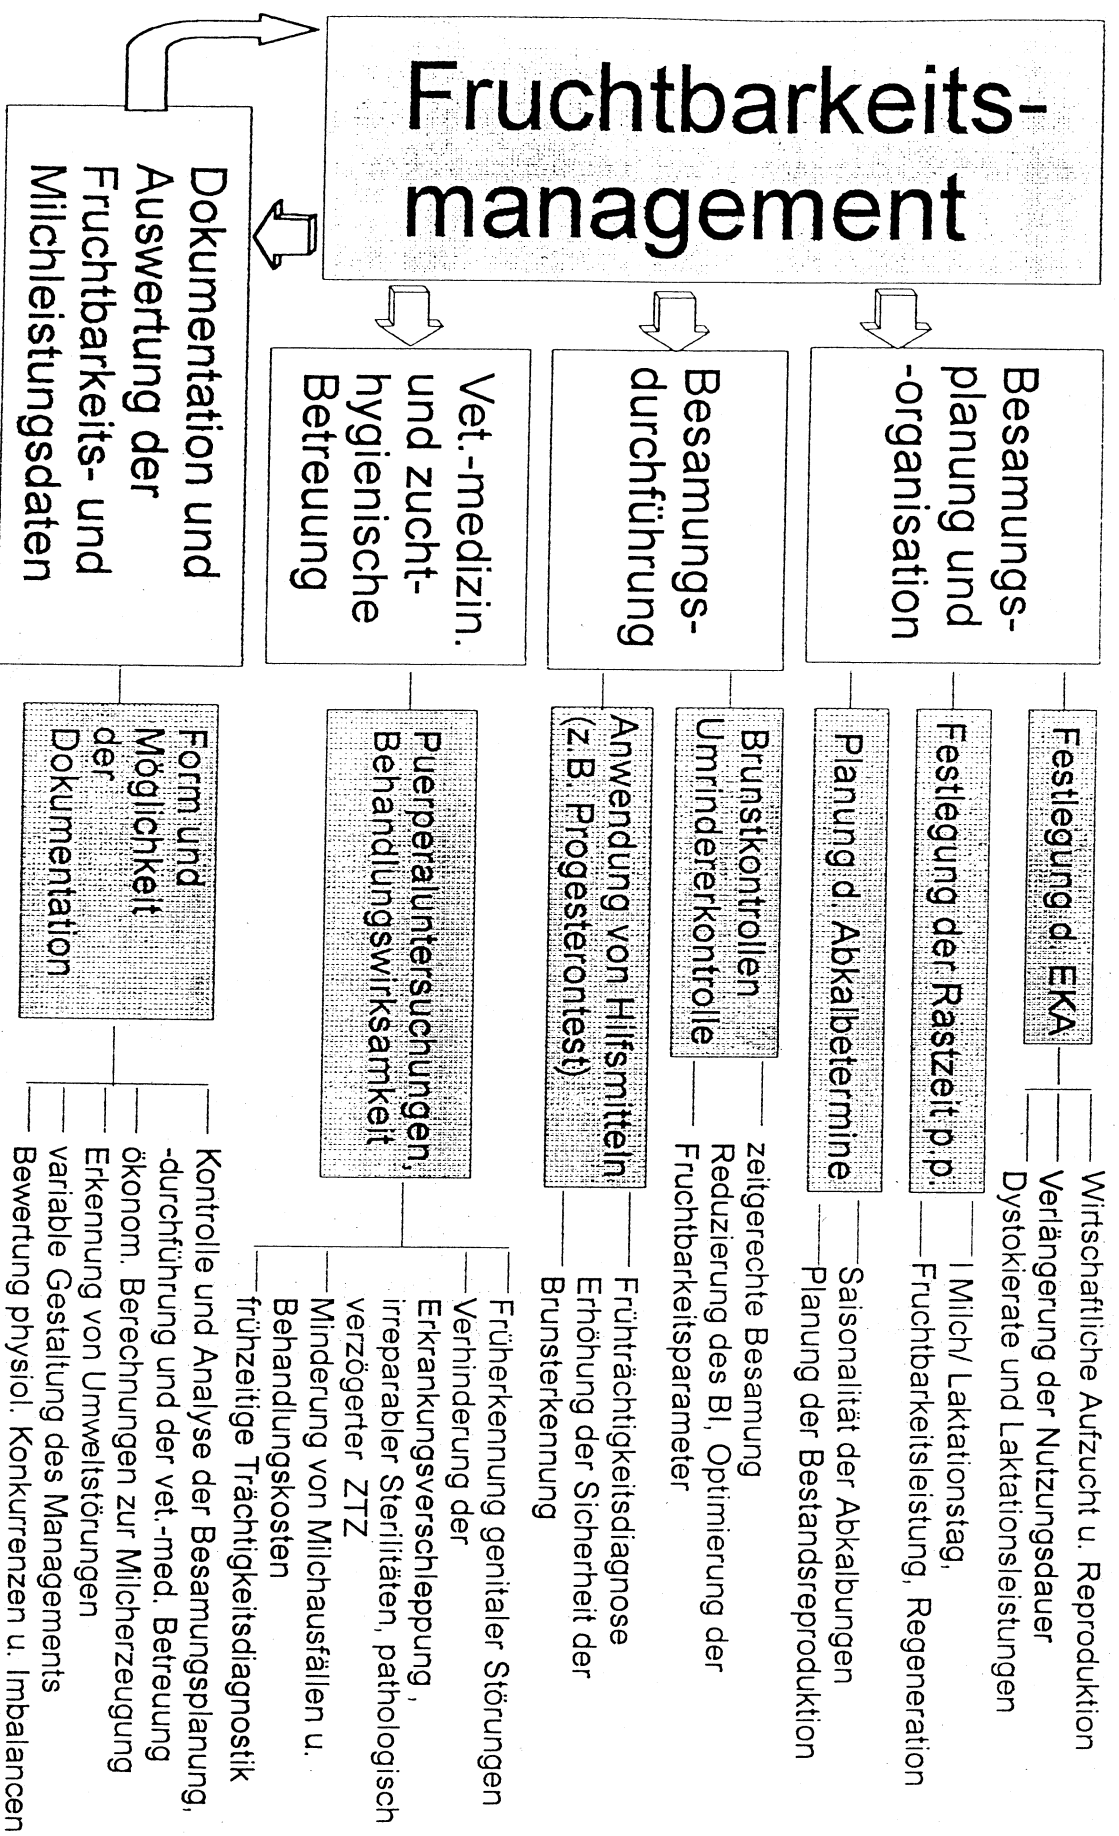 Fruchtbarkeits-
management
Besamungs-
planung und
-organisation
Festlegung d. EKA
Wirtschaftliche Aufzucht u. Reproduktion
Verlängerung der Nutzungsdauer
Dystokierate und Laktationsleistungen
Festlegung der Rastzeit p.p.
l Milch/ Laktationstag,
Fruchtbarkeitsleistung, Regeneration
Planung d. Abkalbetermine
Saisonalität der Abkalbungen
Planung der Bestandsreproduktion
Besamungs-
durchführung
Brunstkontrollen
Umrindererkontrolle
zeitgerechte Besamung
Reduzierung des BI, Optimierung der
Fruchtbarkeitsparameter
Anwendung von Hilfsmitteln
(z.B. Progesterontest)
Frühträchtigkeitsdiagnose
Erhöhung der Sicherheit der
Brunsterkennung
Vet.-medizin.
und zucht-
hygienische
Betreuung
Puerperaluntersuchungen,
Behandlungswirksamkeit
Früherkennung genitaler Störungen
Verhinderung der
Erkrankungsverschleppung,
irreparabler Sterilitäten, pathologisch
verzögerter ZTZ
Minderung von Milchausfällen u.
Behandlungskosten
frühzeitige Trächtigkeitsdiagnostik
Dokumentation und
Auswertung der
Fruchtbarkeits- und
Milchleistungsdaten
Form und
Möglichkeit
der
Dokumentation
Kontrolle und Analyse der Besamungsplanung,
-durchführung und der vet.-med. Betreuung
ökonom. Berechnungen zur Milcherzeugung
Erkennung von Umweltstörungen
variable Gestaltung des Managements
Bewertung physiol. Konkurrenzen u. Imbalancen